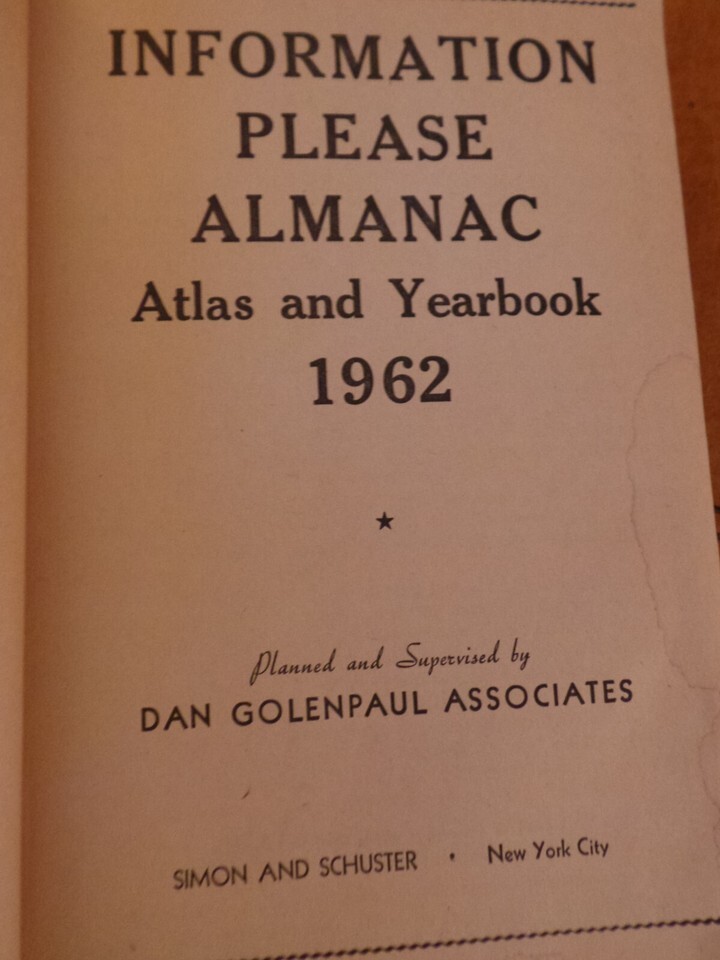 INFORMATION
PLEASE
ALMANAC
Atlas and Yearbook
1962
Planned and Supervised by
DAN GOLENPAUL ASSOCIATES
SIMON AND SCHUSTER · New York City